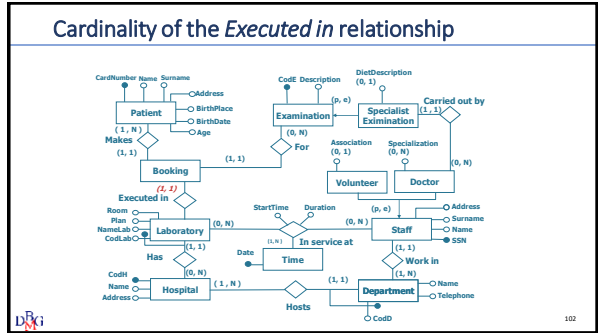 Cardinality of the Executed in relationship
CardNumber Name Surname
Address
BirthPlace
BirthDate
Age
Patient
(1, N)
Makes
(1, 1)
Booking
(1, 1)
CodE Description
Examination
(0, N)
For
(p, e)
DietDescription
(0, 1)
Specialist
Eximination
(1, 1)
Carried out by
(0, N)
Association
(0, 1)
Specialization
(0, N)
Volunteer
Doctor
(p, e)
(1, 1)
Executed in
Room
Plan
NameLab
CodLab
Laboratory
(0, N)
StartTime
Duration
(1, N)
In service at
(0, N)
Staff
Address
Surname
Name
SSN
Date
Time
(1, 1)
Has
(0, N)
CodH
Name
Address
Hospital
(1, N)
Hosts
(1, 1)
(1, 1)
Work in
(1, N)
Department
Name
Telephone
CodD
DBMG
102